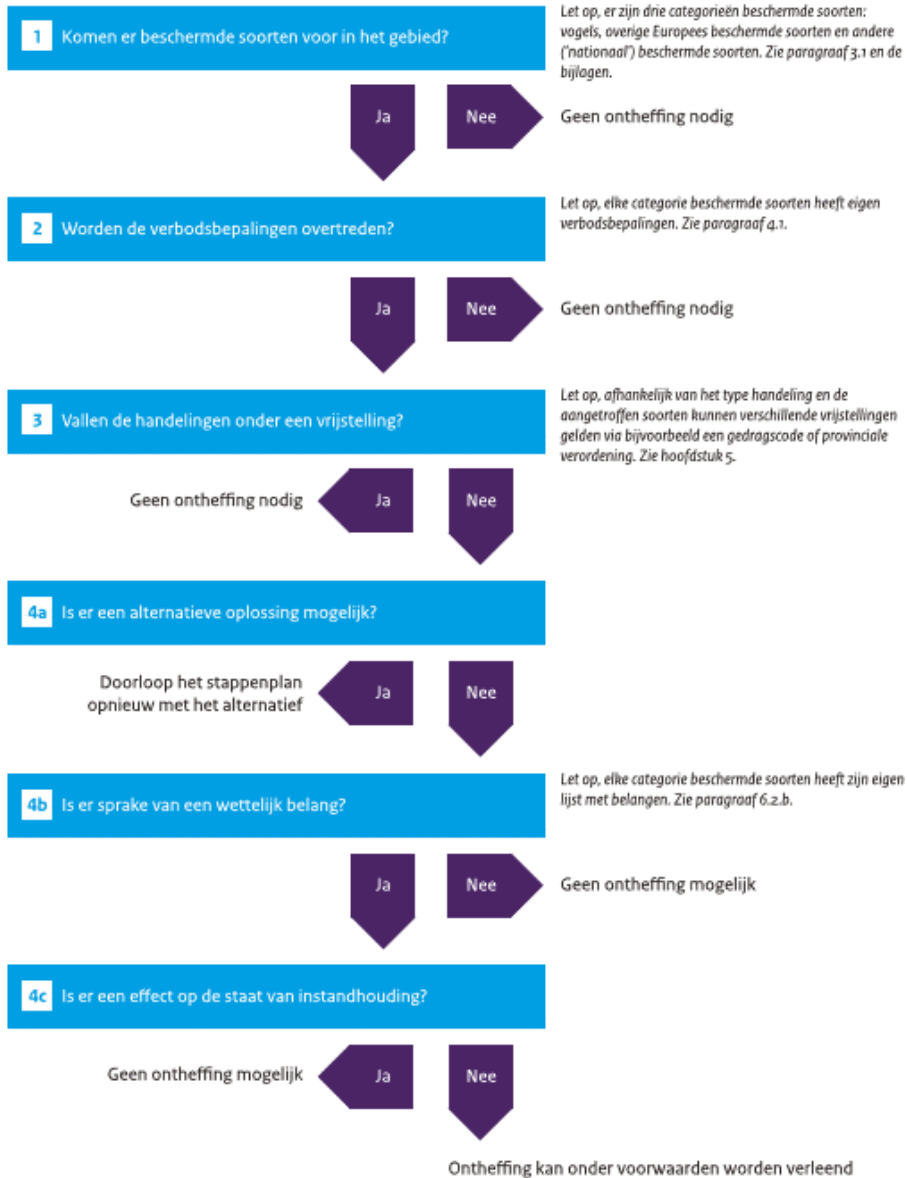 1 Komen er beschermde soorten voor in het gebied?
Let op, er zijn drie categorieën beschermde soorten:
vogels, overige Europees beschermde soorten en andere
('nationaal') beschermde soorten. Zie paragraaf 3.1 en de
bijlagen.
Ja
Nee
Geen ontheffing nodig
2 Worden de verbodsbepalingen overtreden?
Let op, elke categorie beschermde soorten heeft eigen
verbodsbepalingen. Zie paragraaf 4.1.
Ja
Nee
Geen ontheffing nodig
3 Vallen de handelingen onder een vrijstelling?
Let op, afhankelijk van het type handeling en de
aangetroffen soorten kunnen verschillende vrijstellingen
gelden via bijvoorbeeld een gedragscode of provinciale
verordening. Zie hoofdstuk 5.
Geen ontheffing nodig
Ja
Nee
4a Is er een alternatieve oplossing mogelijk?
Doorloop het stappenplan
opnieuw met het alternatief
Ja
Nee
4b Is er sprake van een wettelijk belang?
Let op, elke categorie beschermde soorten heeft zijn eigen
lijst met belangen. Zie paragraaf 6.2.b.
Ja
Nee
Geen ontheffing mogelijk
4c Is er een effect op de staat van instandhouding?
Geen ontheffing mogelijk
Ja
Nee
Ontheffing kan onder voorwaarden worden verleend